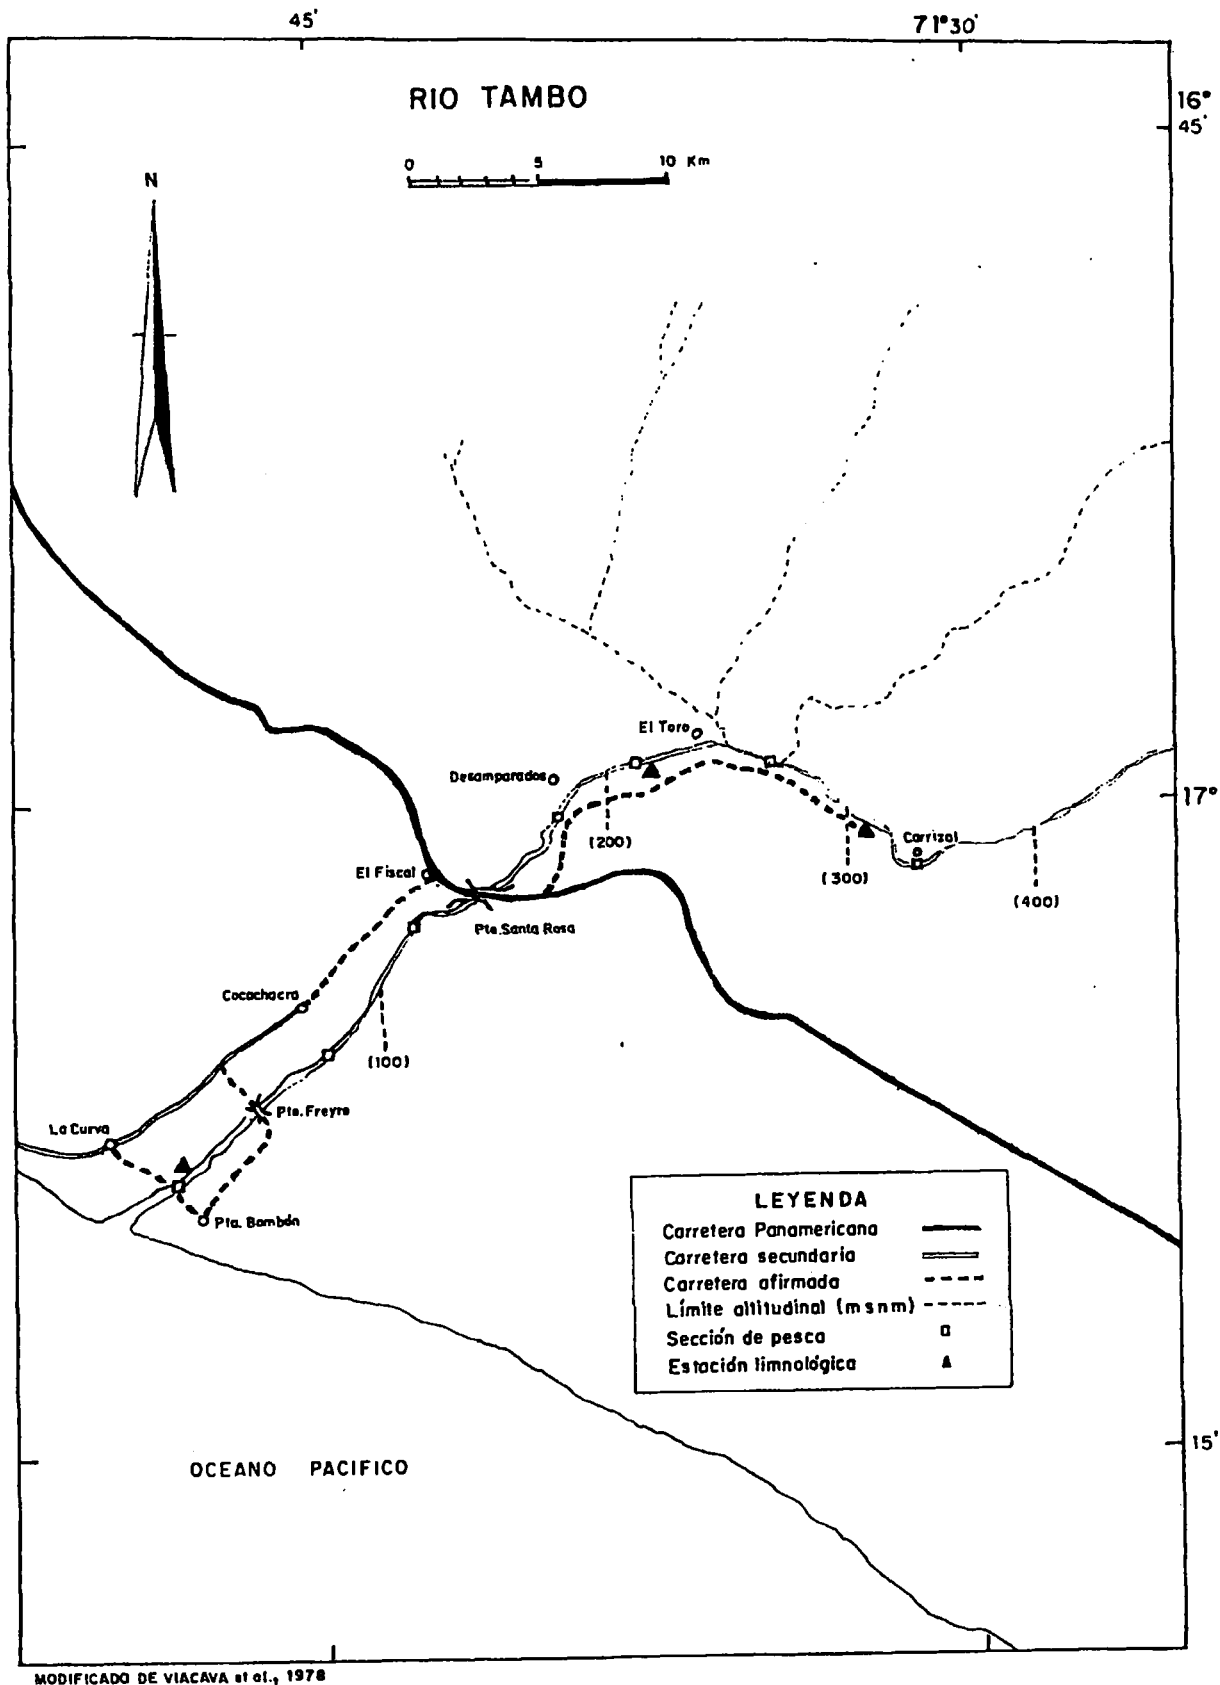 45'
71°30'
RIO TAMBO
16°
45'
0 5 10 Km
N
El Toro
Desamparados
17°
(200)
Carrizal
El Fiscal
(300)
(400)
Pte. Santa Rosa
Cocachacra
(100)
Pte. Freyre
La Curva
Pta. Bombón
LEYENDA
Carretera Panamericana
Carretera secundaria
Carretera afirmada
Límite altitudinal (m s n m)
Sección de pesca
Estación limnológica
15'
OCEANO PACIFICO
MODIFICADO DE VIACAVA et al., 1978